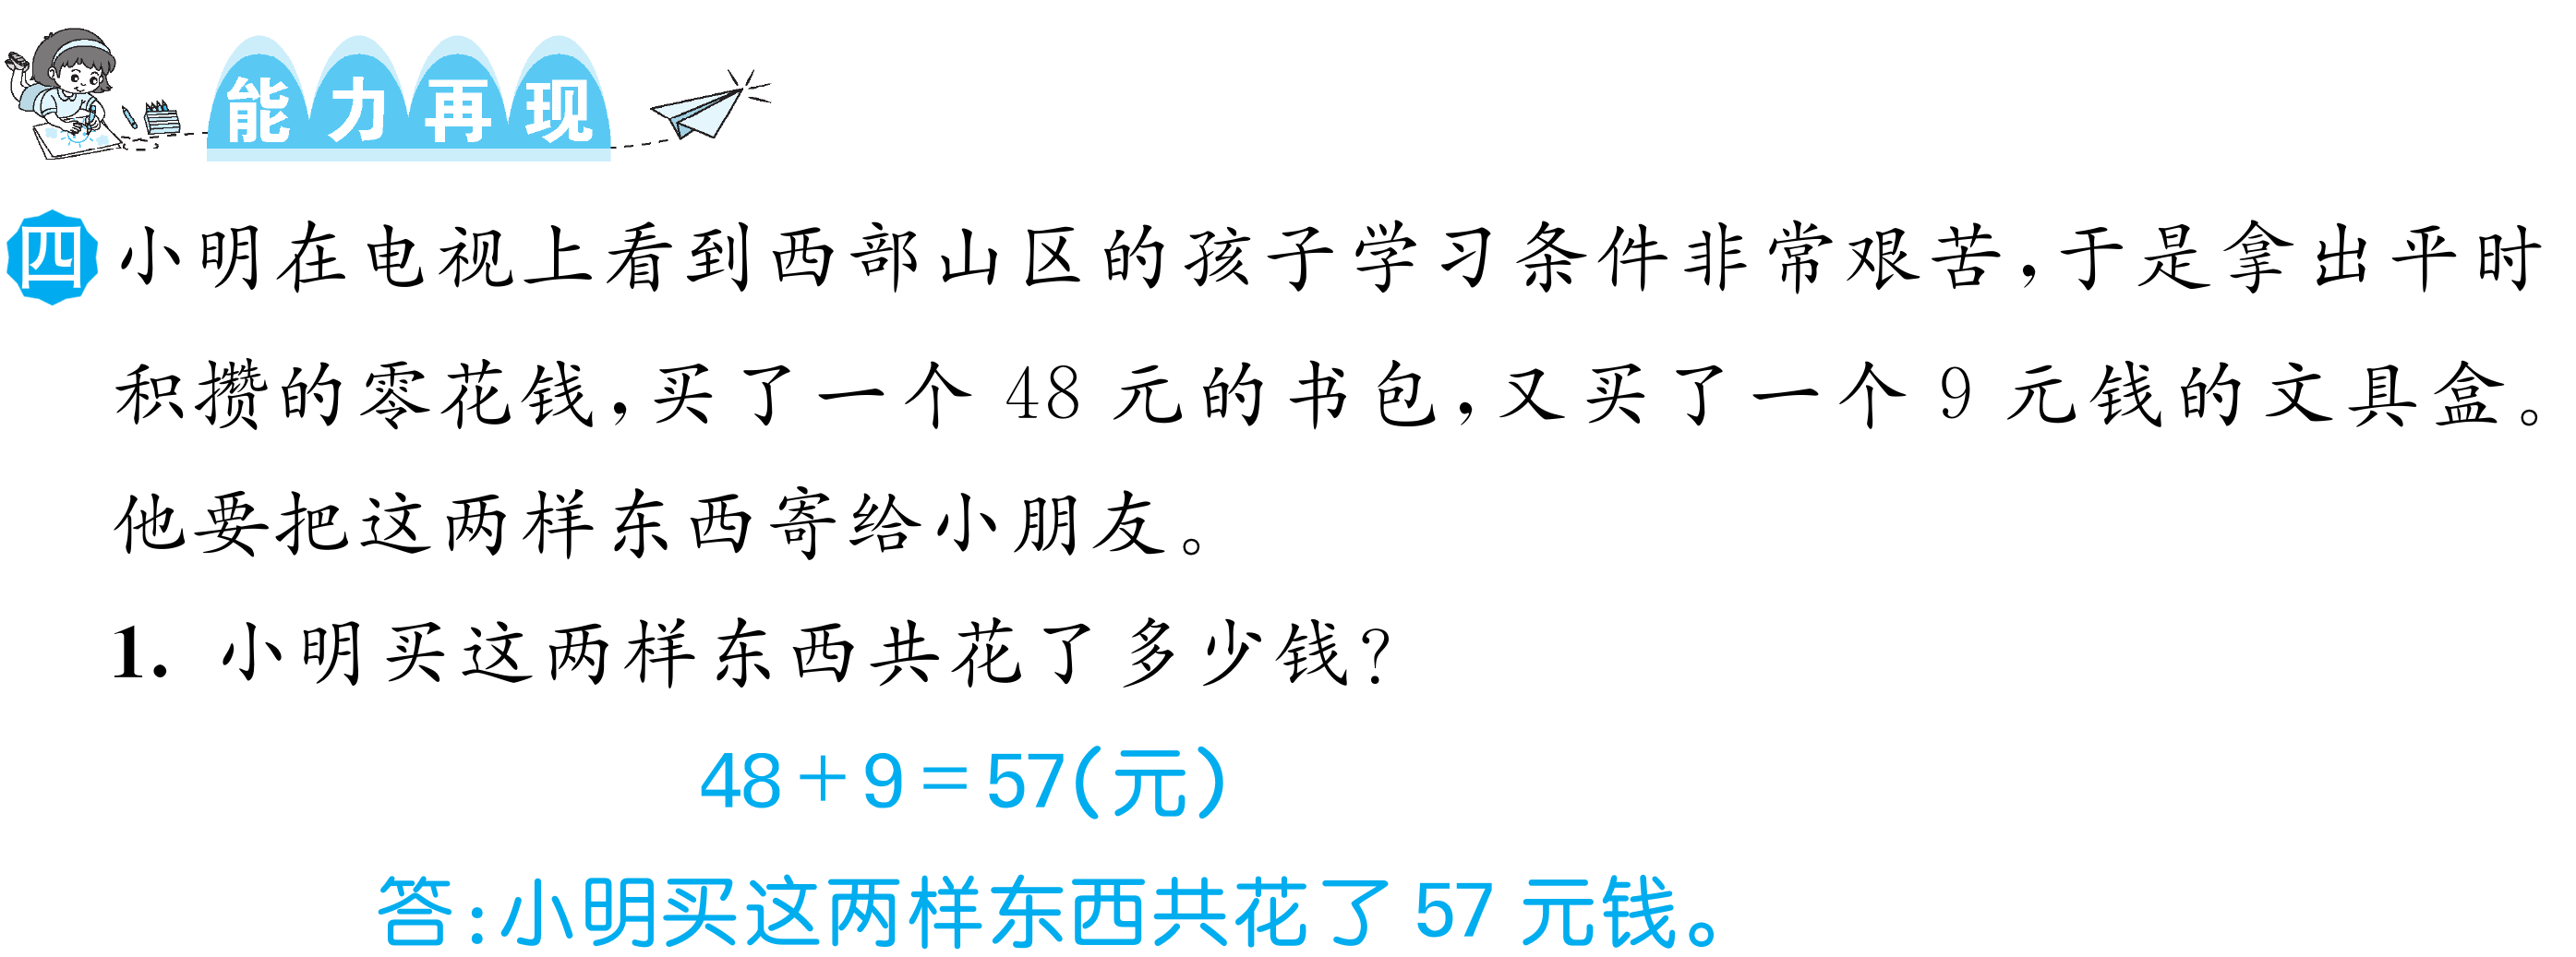 能力再现
四 小明在电视上看到西部山区的孩子学习条件非常艰苦,于是拿出平时
积攒的零花钱,买了一个 48 元的书包,又买了一个 9 元钱的文具盒。
他要把这两样东西寄给小朋友。
1. 小明买这两样东西共花了多少钱?
48+9=57(元)
答:小明买这两样东西共花了 57 元钱。